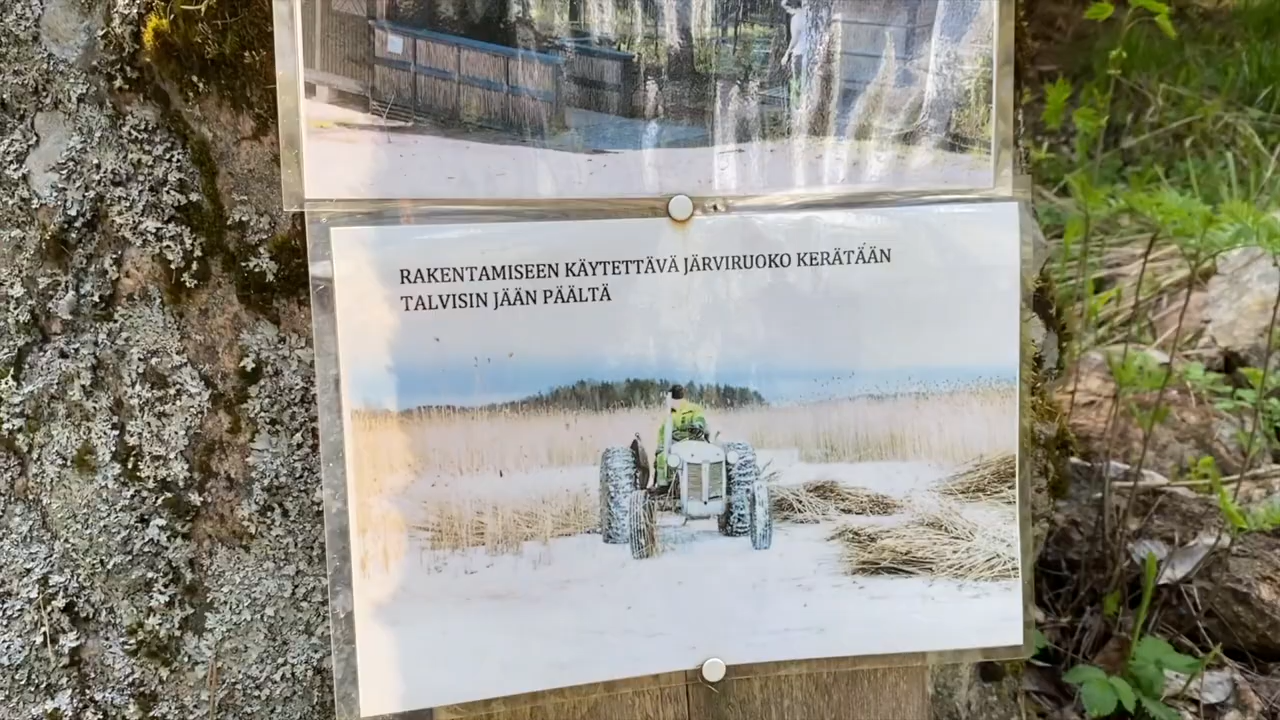 RAKENTAMISEEN KÄYTETTÄVÄ JÄRVIRUOKO KERÄTÄÄN
TALVISIN JÄÄN PÄÄLTÄ